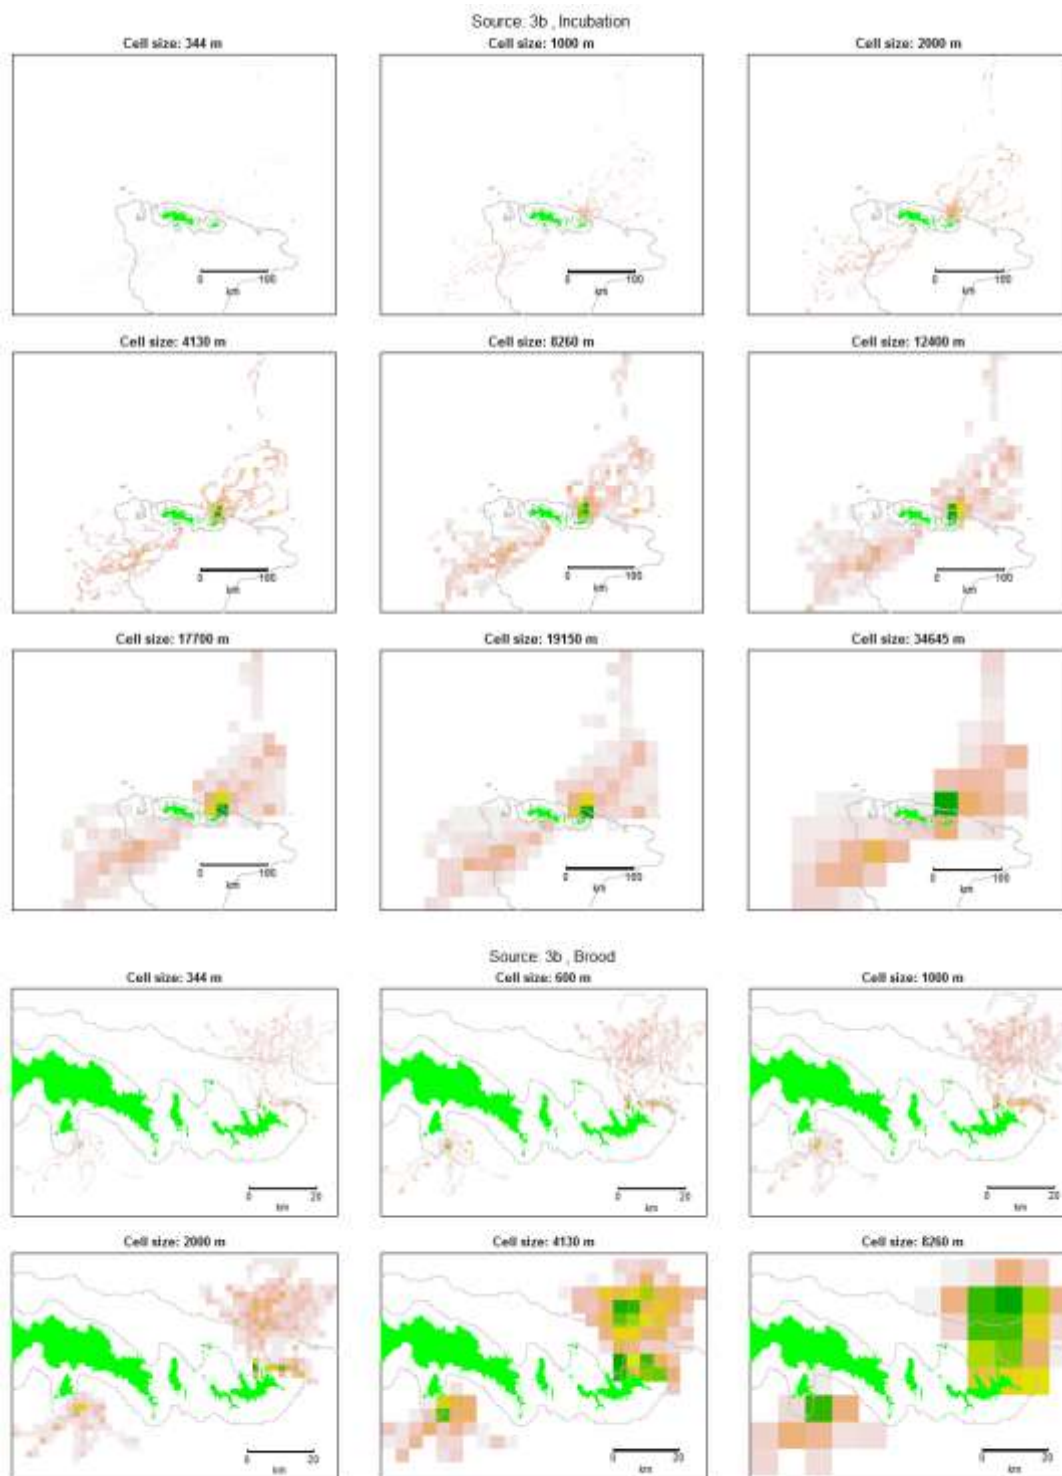 Source: 3b , Incubation
Cell size: 344 m
Cell size: 1000 m
Cell size: 2000 m
0 100
km
0 100
km
0 100
km
Cell size: 4130 m
Cell size: 8260 m
Cell size: 12400 m
0 100
km
0 100
km
0 100
km
Cell size: 17700 m
Cell size: 19150 m
Cell size: 34645 m
0 100
km
0 100
km
0 100
km
Source: 3b , Brood
Cell size: 344 m
Cell size: 600 m
Cell size: 1000 m
0 20
km
0 20
km
0 20
km
Cell size: 2000 m
Cell size: 4130 m
Cell size: 8260 m
0 20
km
0 20
km
0 20
km